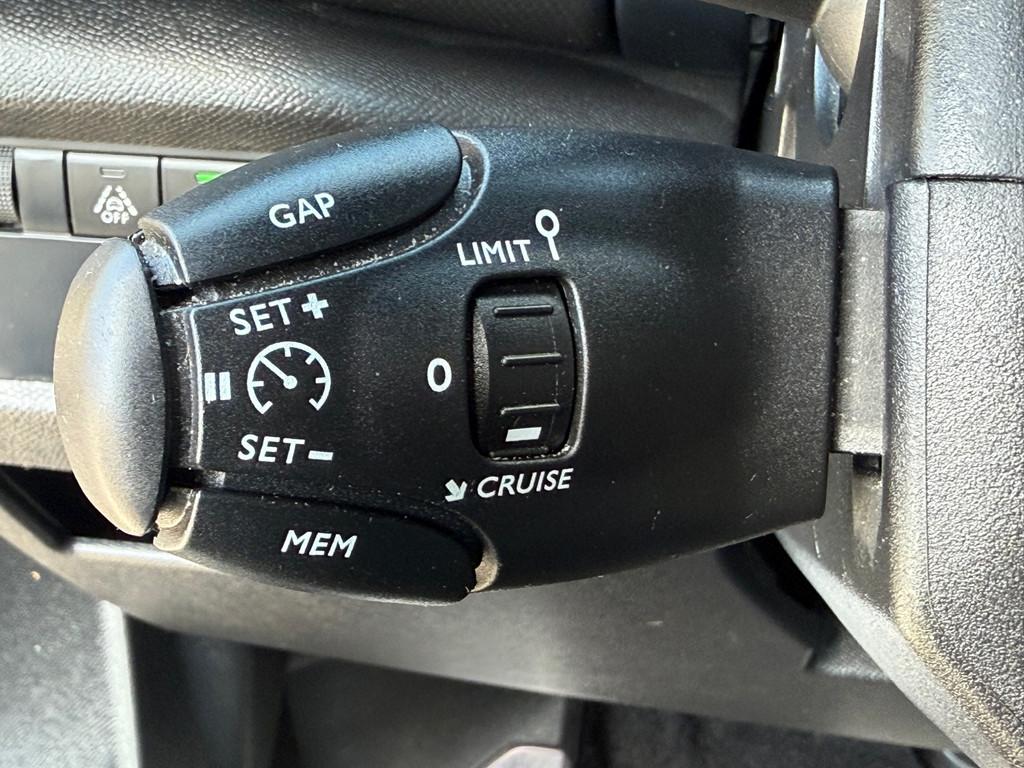 OFF
GAP
LIMIT
SET +
0
SET -
CRUISE
MEM